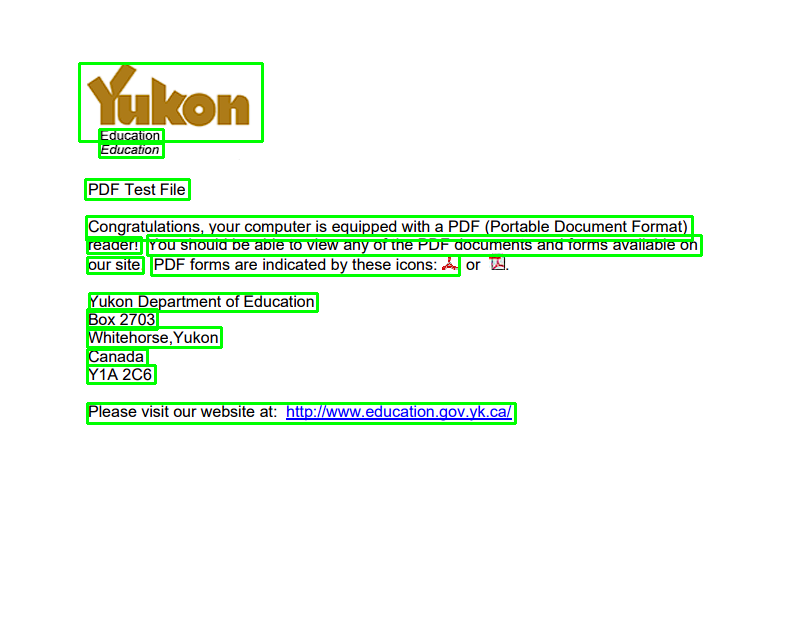 Yukon
Education
Education
PDF Test File
Congratulations, your computer is equipped with a PDF (Portable Document Format)
reader! You should be able to view any of the PDF documents and forms available on
our site PDF forms are indicated by these icons: or .
Yukon Department of Education
Box 2703
Whitehorse,Yukon
Canada
Y1A 2C6
Please visit our website at: http://www.education.gov.yk.ca/